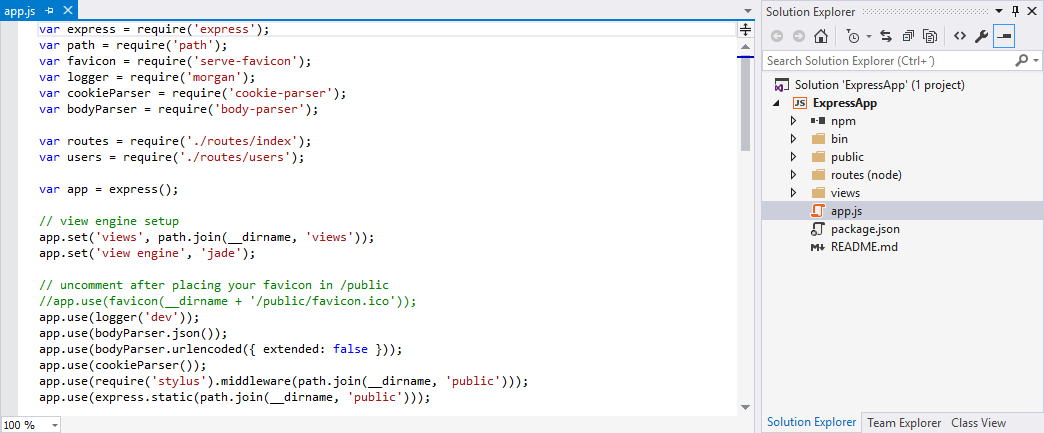 app.js
var express = require('express');
var path = require('path');
var favicon = require('serve-favicon');
var logger = require('morgan');
var cookieParser = require('cookie-parser');
var bodyParser = require('body-parser');
var routes = require('./routes/index');
var users = require('./routes/users');
var app = express();
// view engine setup
app.set('views', path.join(__dirname, 'views'));
app.set('view engine', 'jade');
// uncomment after placing your favicon in /public
//app.use(favicon(__dirname + '/public/favicon.ico'));
app.use(logger('dev'));
app.use(bodyParser.json());
app.use(bodyParser.urlencoded({ extended: false }));
app.use(cookieParser());
app.use(require('stylus').middleware(path.join(__dirname, 'public')));
app.use(express.static(path.join(__dirname, 'public')));
100 %
Solution Explorer
Search Solution Explorer (Ctrl+´)
Solution 'ExpressApp' (1 project)
JS ExpressApp
npm
bin
public
routes (node)
views
app.js
package.json
README.md
Solution Explorer Team Explorer Class View